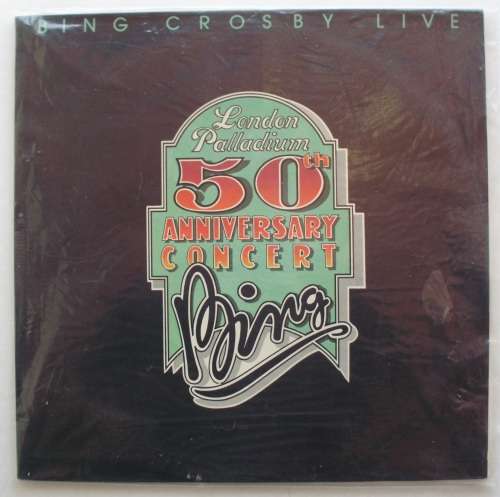 BING CROSBY LIVE
London
Palladium
50th
ANNIVERSARY
CONCERT
Bing